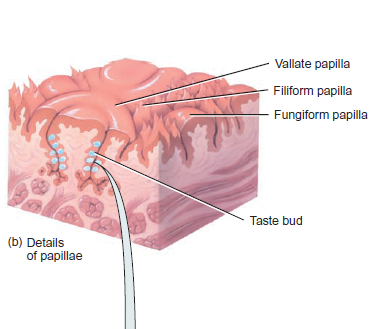 Vallate papilla
Filiform papilla
Fungiform papilla
Taste bud
(b) Details
of papillae